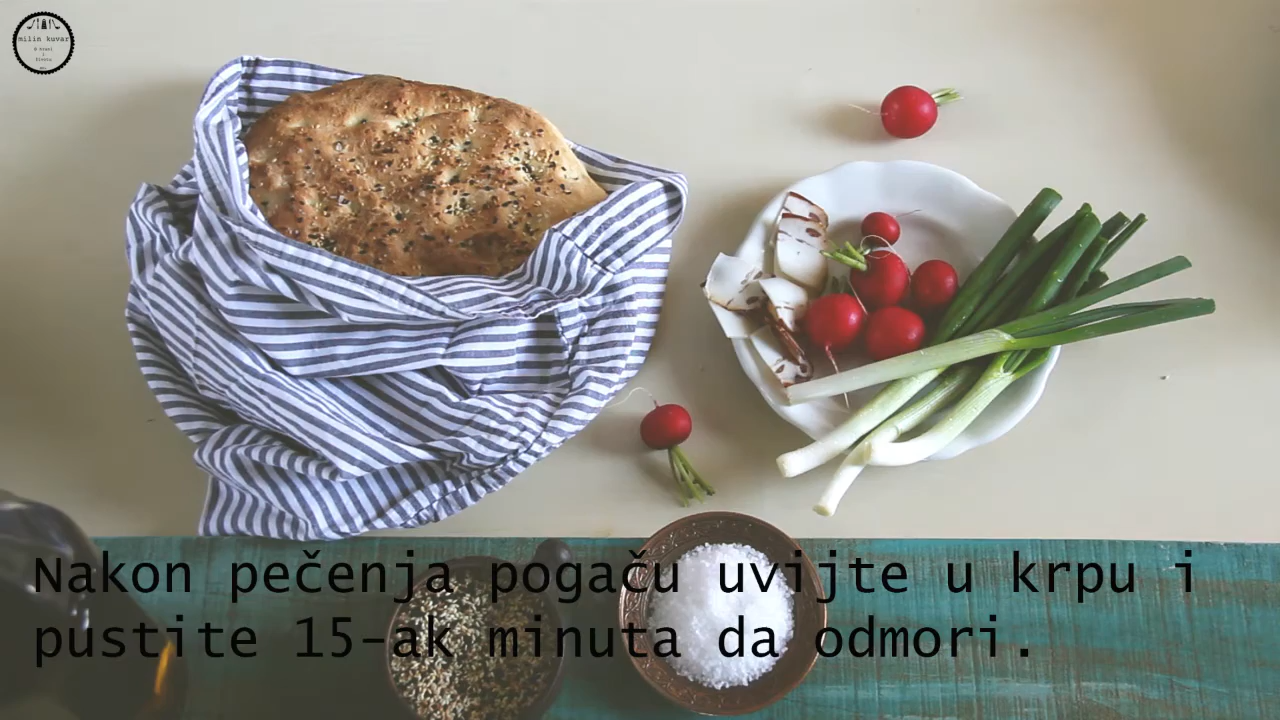 milin kuvar
Nakon pečenja pogaču uvijte u krpu i
pustite 15-ak minuta da odmori.